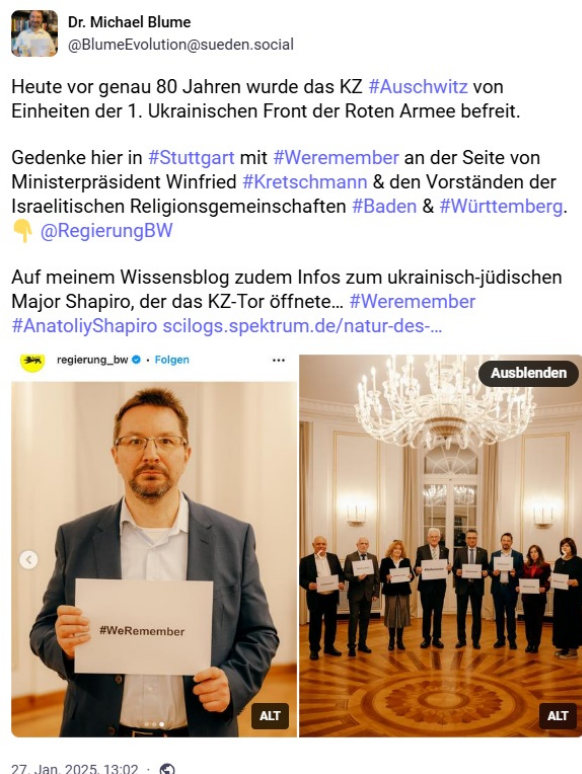 Dr. Michael Blume
@BlumeEvolution@sueden.social
Heute vor genau 80 Jahren wurde das KZ #Auschwitz von
Einheiten der 1. Ukrainischen Front der Roten Armee befreit.
Gedenke hier in #Stuttgart mit #Weremember an der Seite von
Ministerpräsident Winfried #Kretschmann & den Vorständen der
Israelitischen Religionsgemeinschaften #Baden & #Württemberg.
👇 @RegierungBW
Auf meinem Wissensblog zudem Infos zum ukrainisch-jüdischen
Major Shapiro, der das KZ-Tor öffnete… #Weremember
#AnatoliyShapiro scilogs.spektrum.de/natur-des-…
regierung_bw · Folgen
Ausblenden
#WeRemember
ALT
ALT
27. Jan. 2025, 13:02 ·